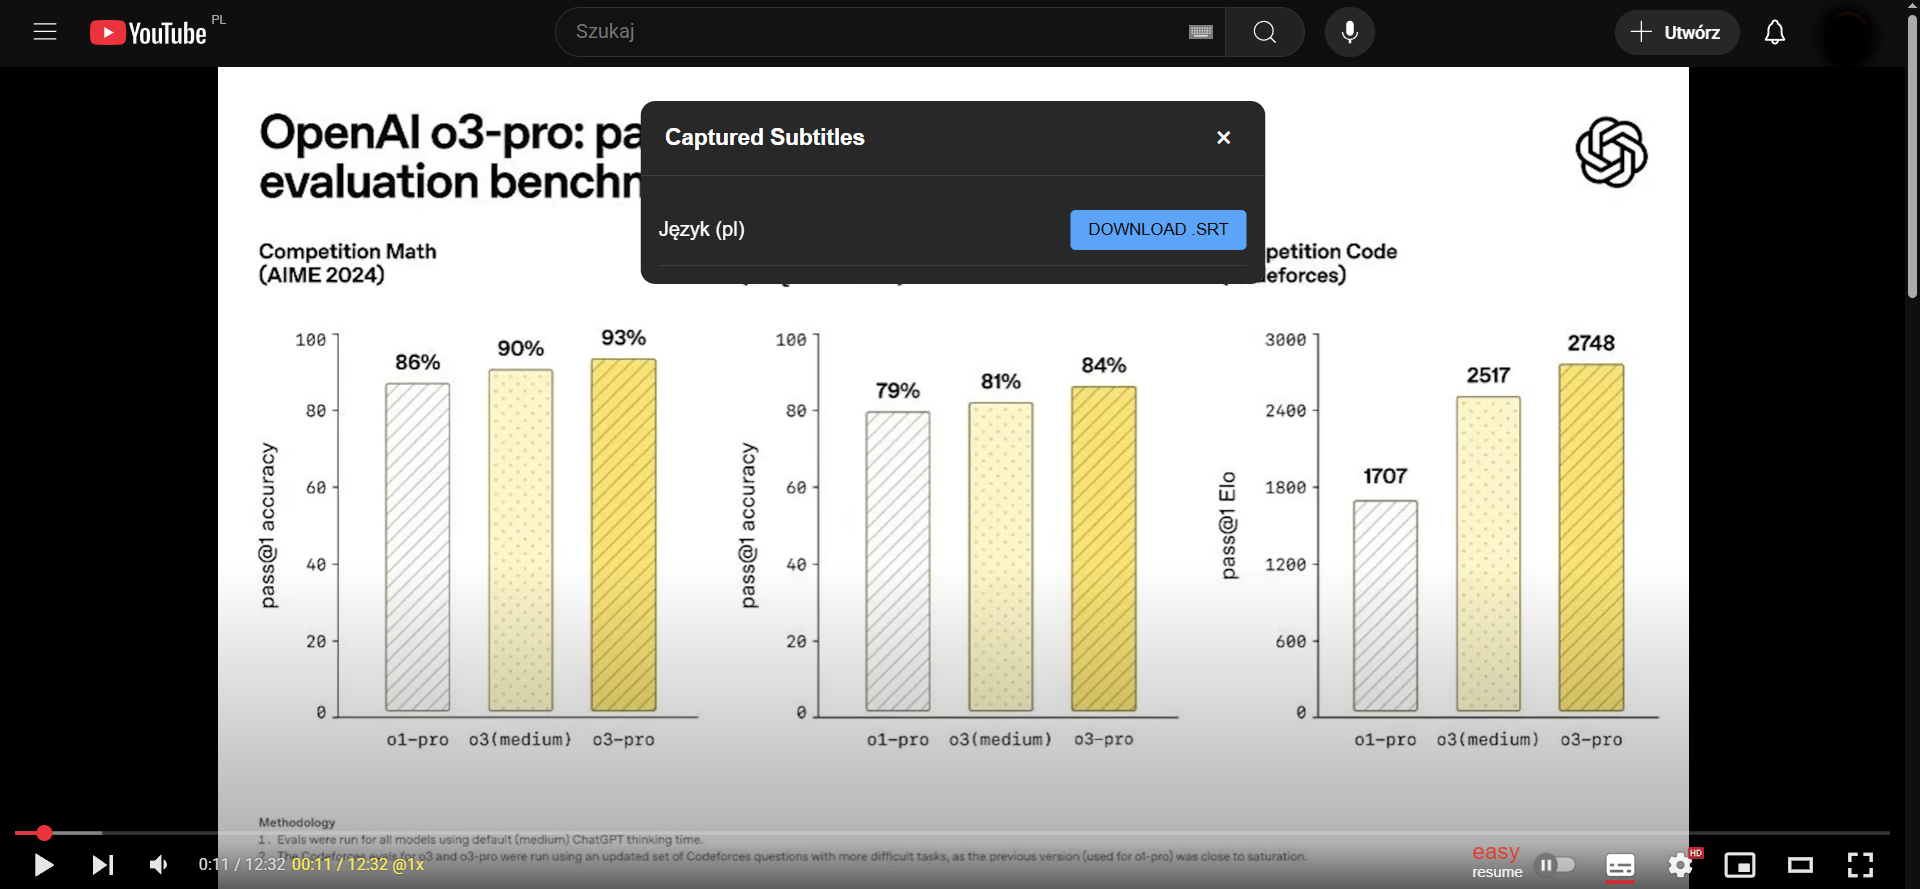 YouTube PL
Szukaj
Utwórz
OpenAI o3-pro: pa
evaluation benchm
Captured Subtitles
×
Język (pl)
DOWNLOAD .SRT
Competition Math
(AIME 2024)
petition Code
eforces)
pass@1 accuracy
100
80
60
40
20
0
86%
90%
93%
o1-pro
o3(medium)
o3-pro
pass@1 accuracy
100
80
60
40
20
0
79%
81%
84%
o1-pro
o3(medium)
o3-pro
pass@1 Elo
3000
2400
1800
1200
600
0
1707
2517
2748
o1-pro
o3(medium)
o3-pro
Methodology
1. Evals were run for all models using default (medium) ChatGPT thinking time.
2. The Codeforces evals for o3 and o3-pro were run using an updated set of Codeforces questions with more difficult tasks, as the previous version (used for o1-pro) was close to saturation.
0:11 / 12:32 00:11 / 12:32 @1x
easy
resume
HD